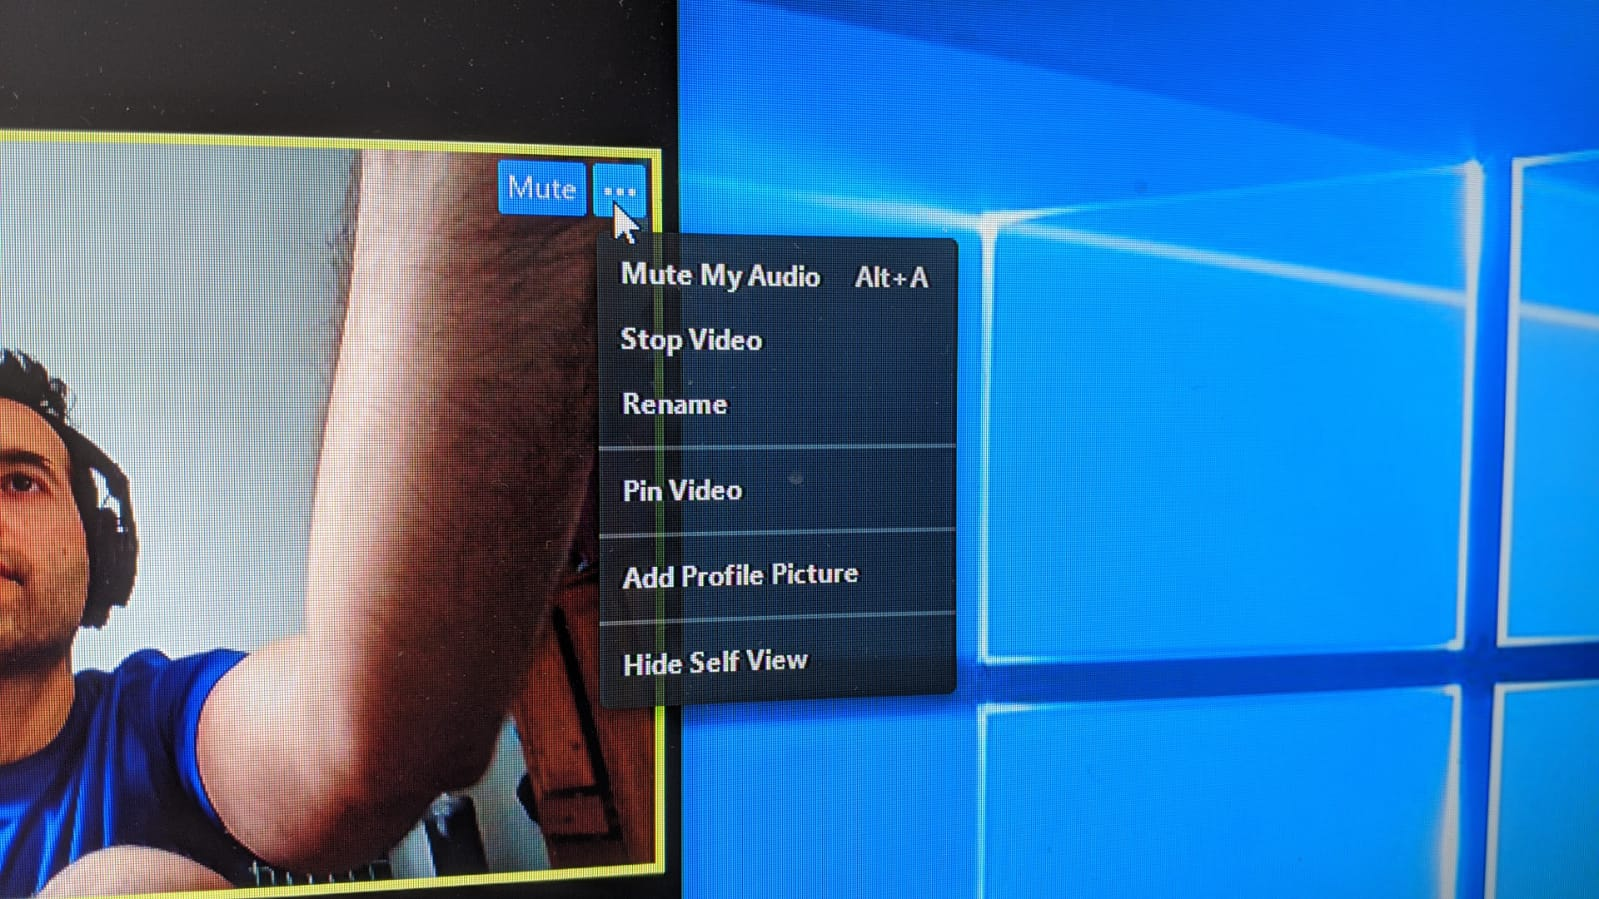 Mute ...
Mute My Audio Alt+A
Stop Video
Rename
Pin Video
Add Profile Picture
Hide Self View